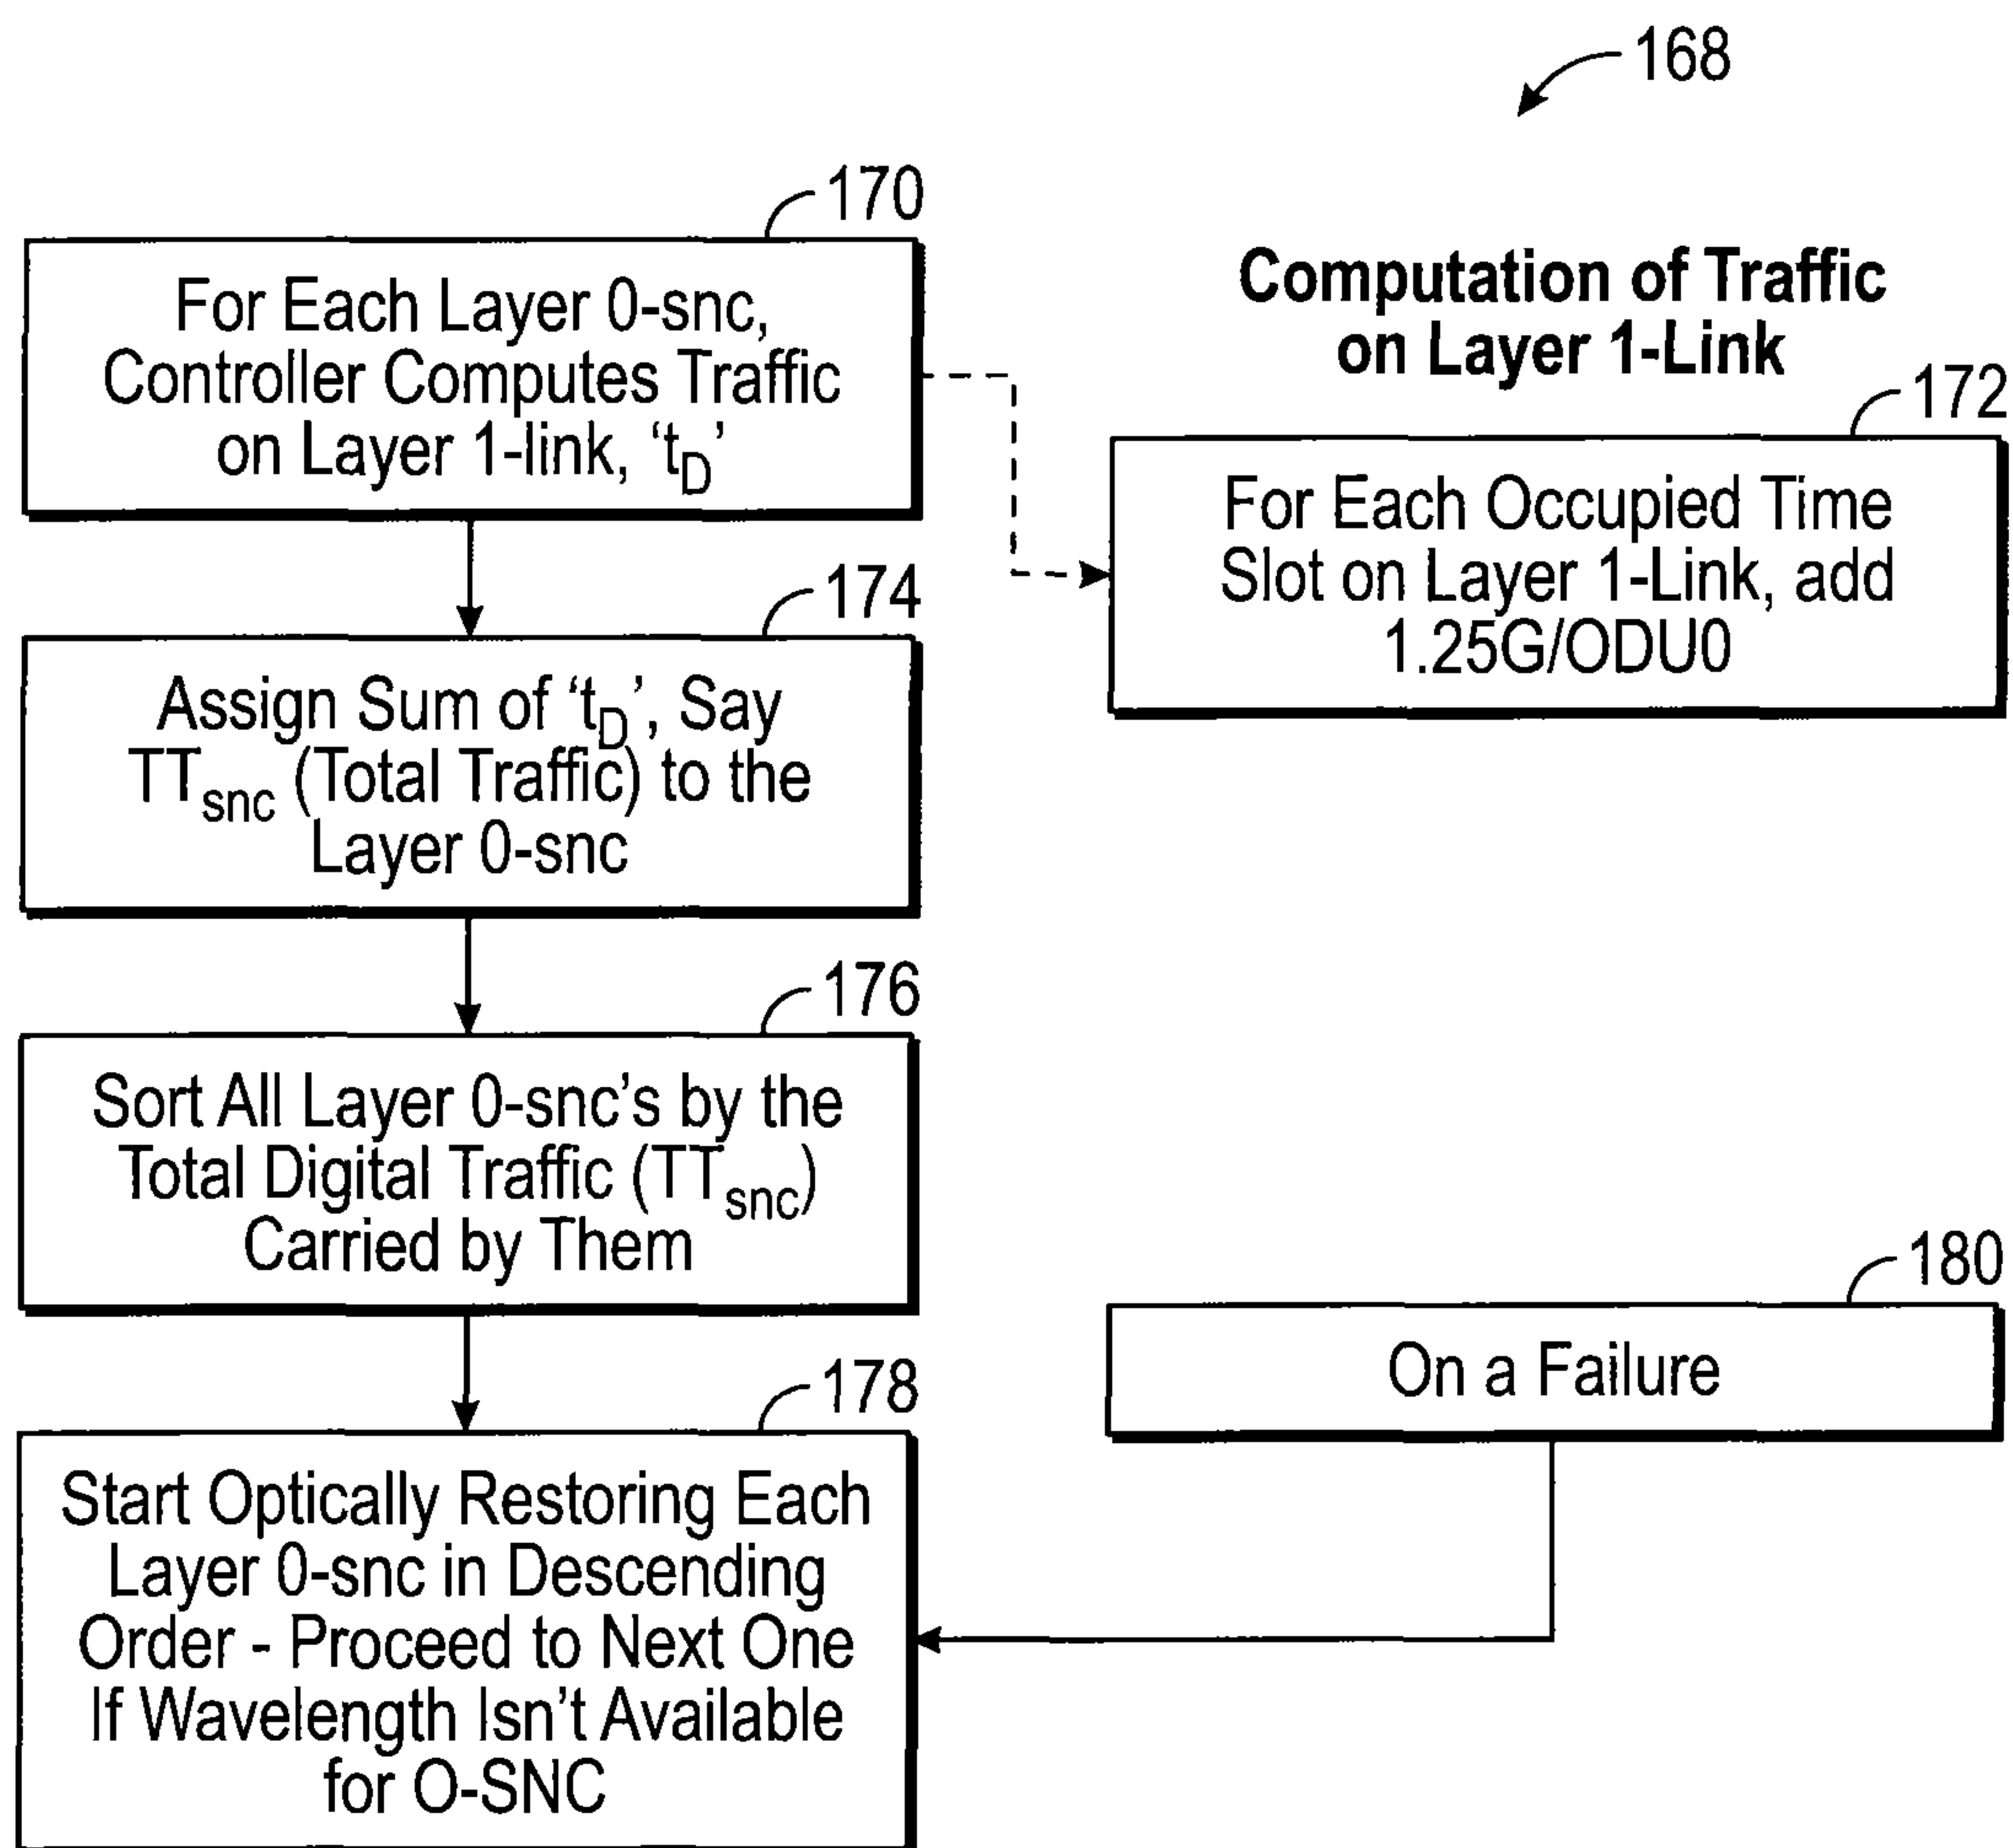 168
170
For Each Layer 0-snc,
Controller Computes Traffic
on Layer 1-link, ‘tD’
Computation of Traffic
on Layer 1-Link
172
For Each Occupied Time
Slot on Layer 1-Link, add
1.25G/ODU0
174
Assign Sum of ‘tD’, Say
TTsnc (Total Traffic) to the
Layer 0-snc
176
Sort All Layer 0-snc’s by the
Total Digital Traffic (TTsnc)
Carried by Them
180
On a Failure
178
Start Optically Restoring Each
Layer 0-snc in Descending
Order - Proceed to Next One
If Wavelength Isn’t Available
for O-SNC